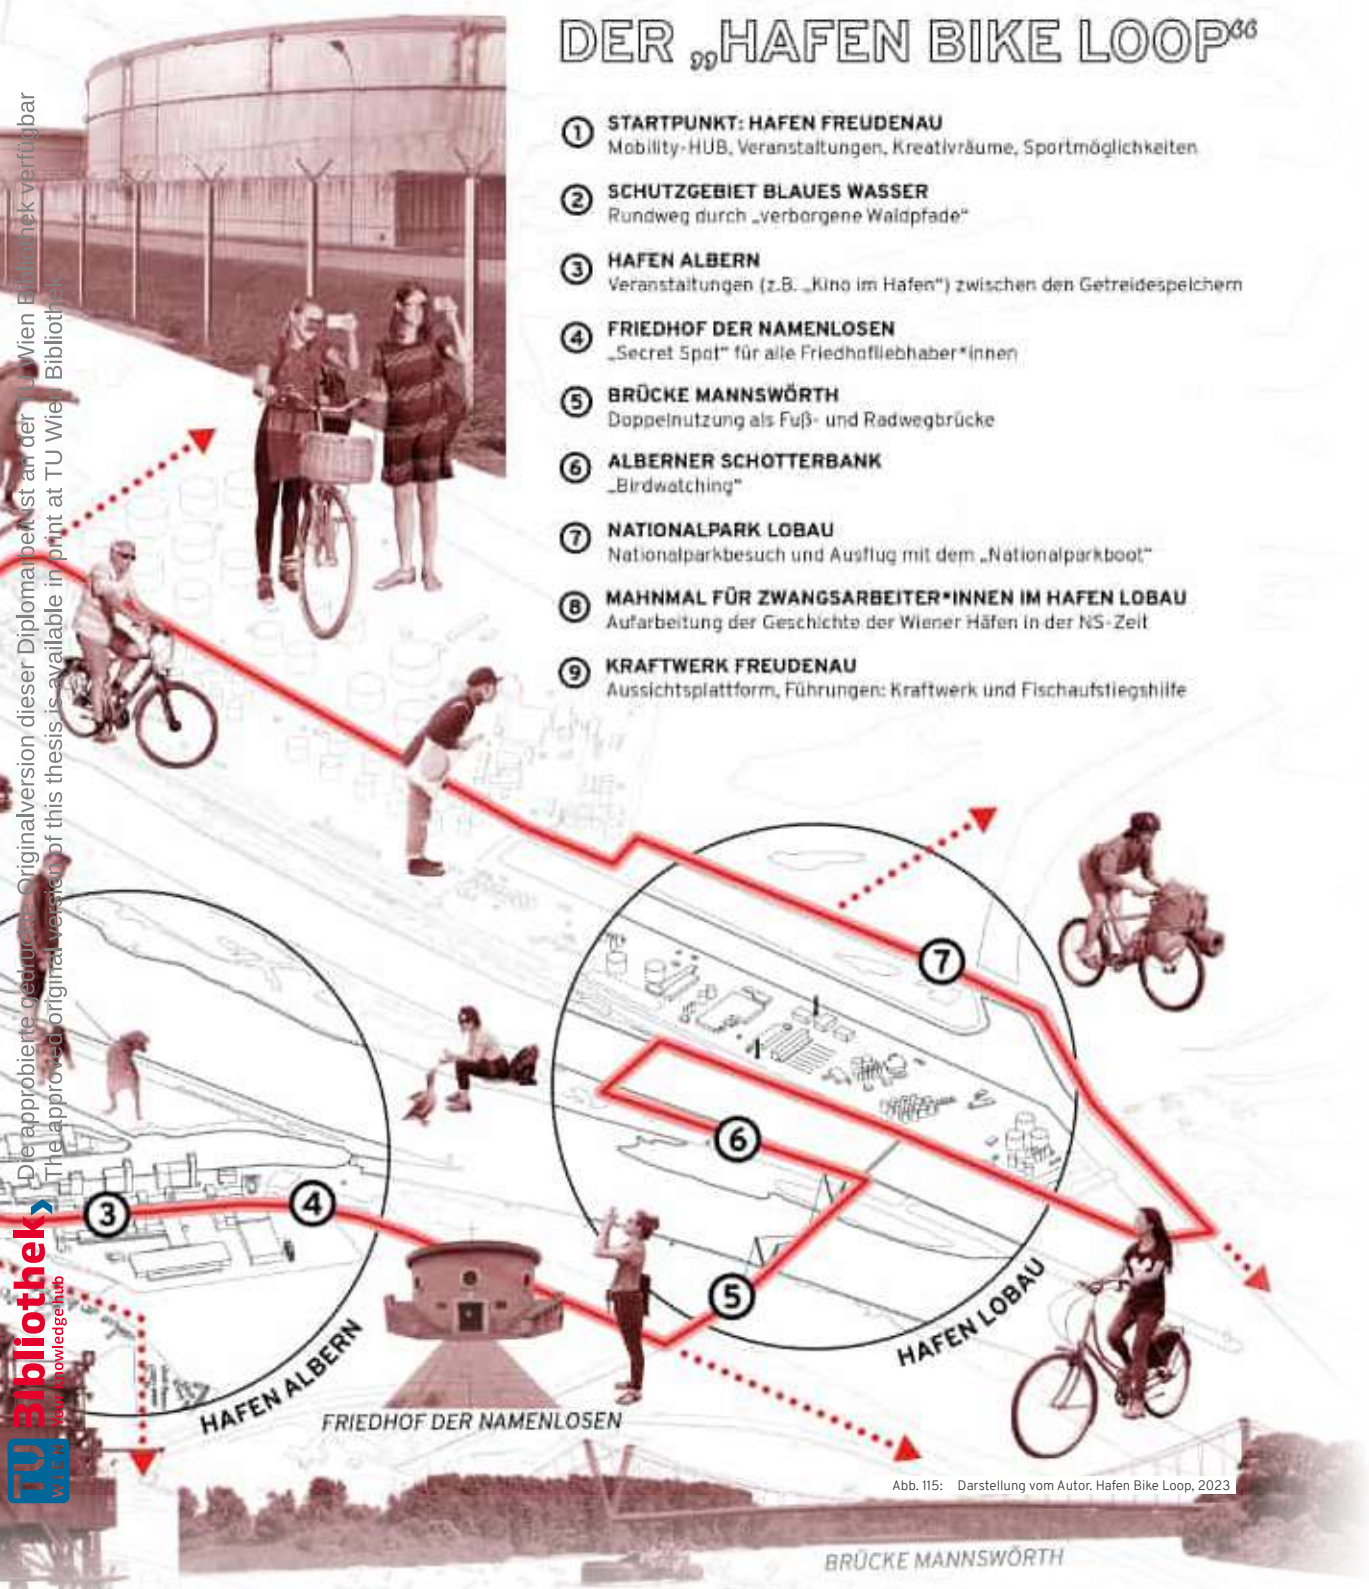 DER „HAFEN BIKE LOOP“
1 STARTPUNKT: HAFEN FREUDENAU
Mobility-HUB, Veranstaltungen, Kreativräume, Sportmöglichkeiten
2 SCHUTZGEBIET BLAUES WASSER
Rundweg durch „verborgene Waldpfade“
3 HAFEN ALBERN
Veranstaltungen (z.B. „Kino im Hafen“) zwischen den Getreidespeichern
4 FRIEDHOF DER NAMENLOSEN
„Secret Spot“ für alle Friedhofliebhaber*innen
5 BRÜCKE MANNSWÖRTH
Doppelnutzung als Fuß- und Radwegbrücke
6 ALBERNER SCHOTTERBANK
„Birdwatching“
7 NATIONALPARK LOBAU
Nationalparkbesuch und Ausflug mit dem „Nationalparkboot“
8 MAHNMAL FÜR ZWANGSARBEITER*INNEN IM HAFEN LOBAU
Aufarbeitung der Geschichte der Wiener Häfen in der NS-Zeit
9 KRAFTWERK FREUDENAU
Aussichtsplattform, Führungen: Kraftwerk und Fischaufstiegshilfe
7
6
3
4
5
HAFEN LOBAU
HAFEN ALBERN
FRIEDHOF DER NAMENLOSEN
Abb. 115: Darstellung vom Autor. Hafen Bike Loop, 2023
BRÜCKE MANNSWÖRTH
Die approbierte gedruckte Originalversion dieser Diplomarbeit ist an der TU Wien Bibliothek verfügbar
The approved original version of this thesis is available in print at TU Wien Bibliothek.
TU WIEN Bibliothek
Your knowledge hub